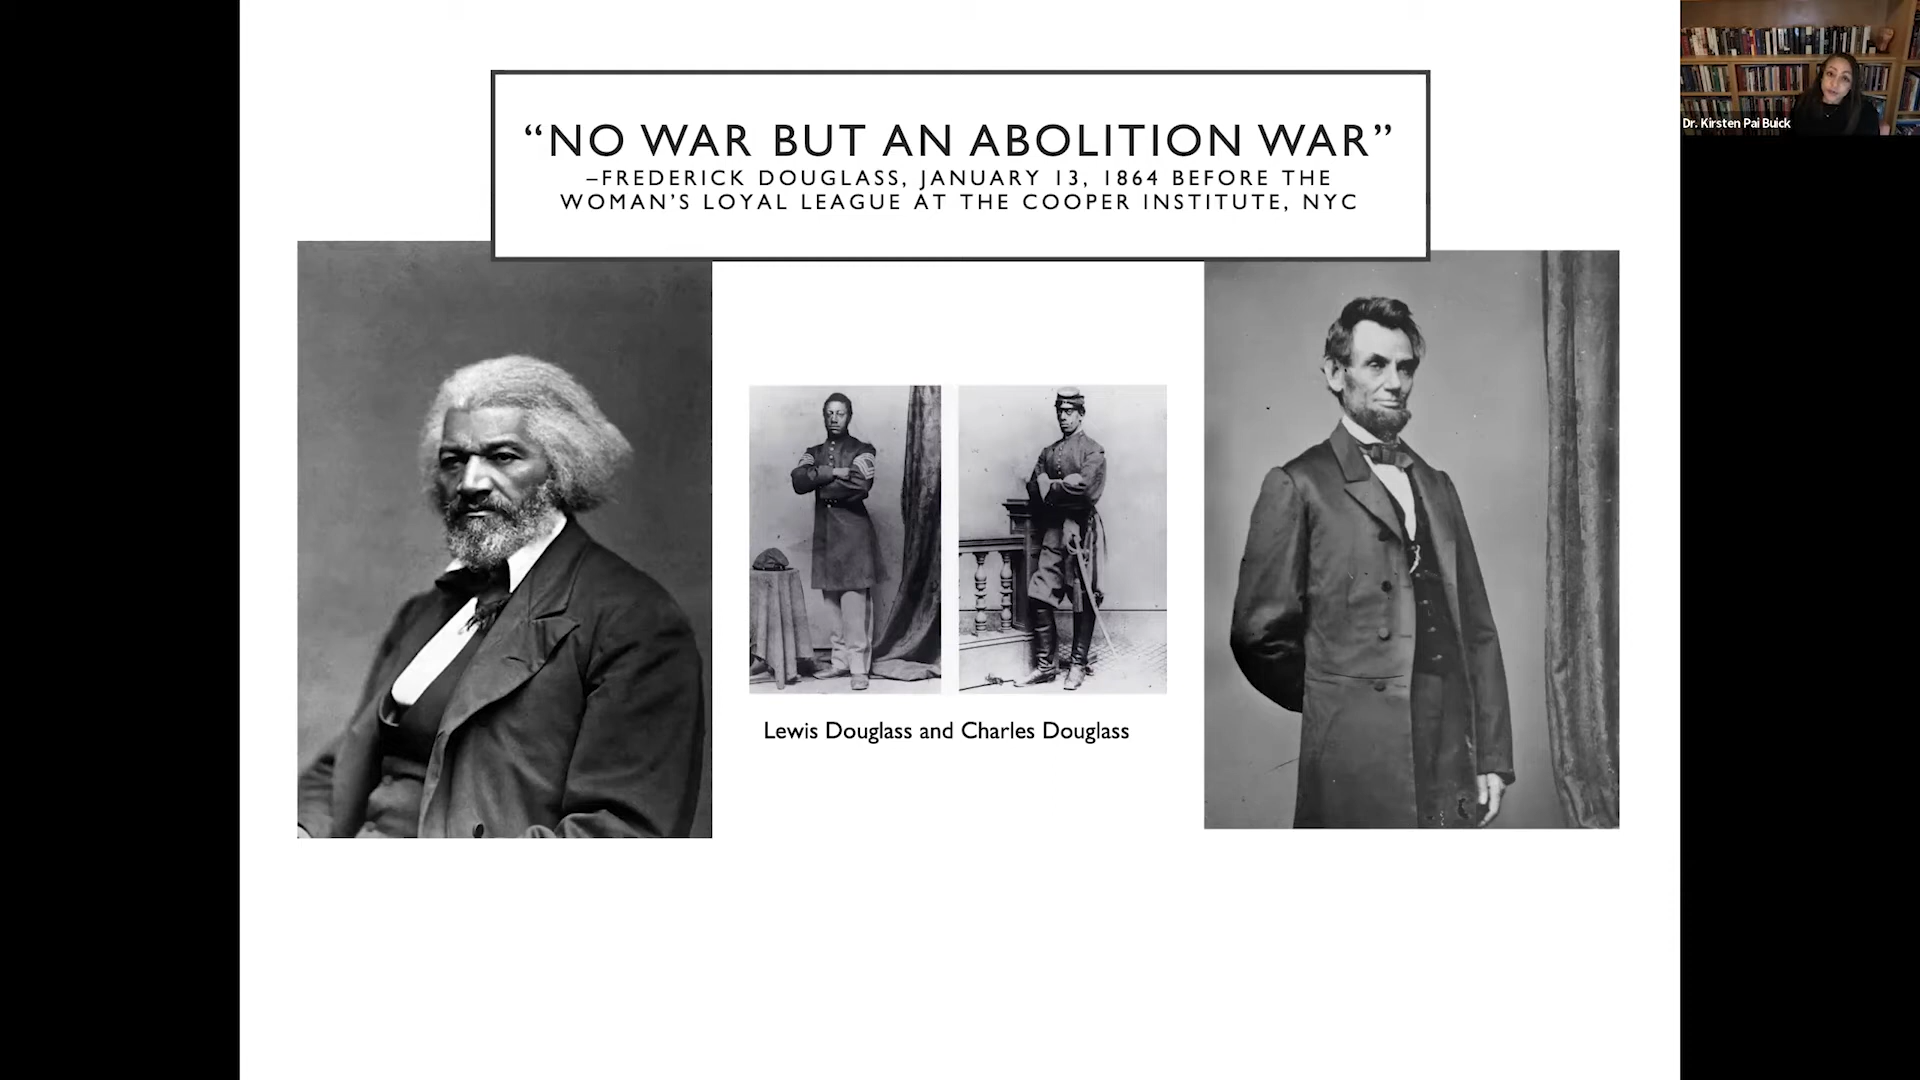 “NO WAR BUT AN ABOLITION WAR”
–FREDERICK DOUGLASS, JANUARY 13, 1864 BEFORE THE
WOMAN’S LOYAL LEAGUE AT THE COOPER INSTITUTE, NYC
Lewis Douglass and Charles Douglass
Dr. Kirsten Pai Buick